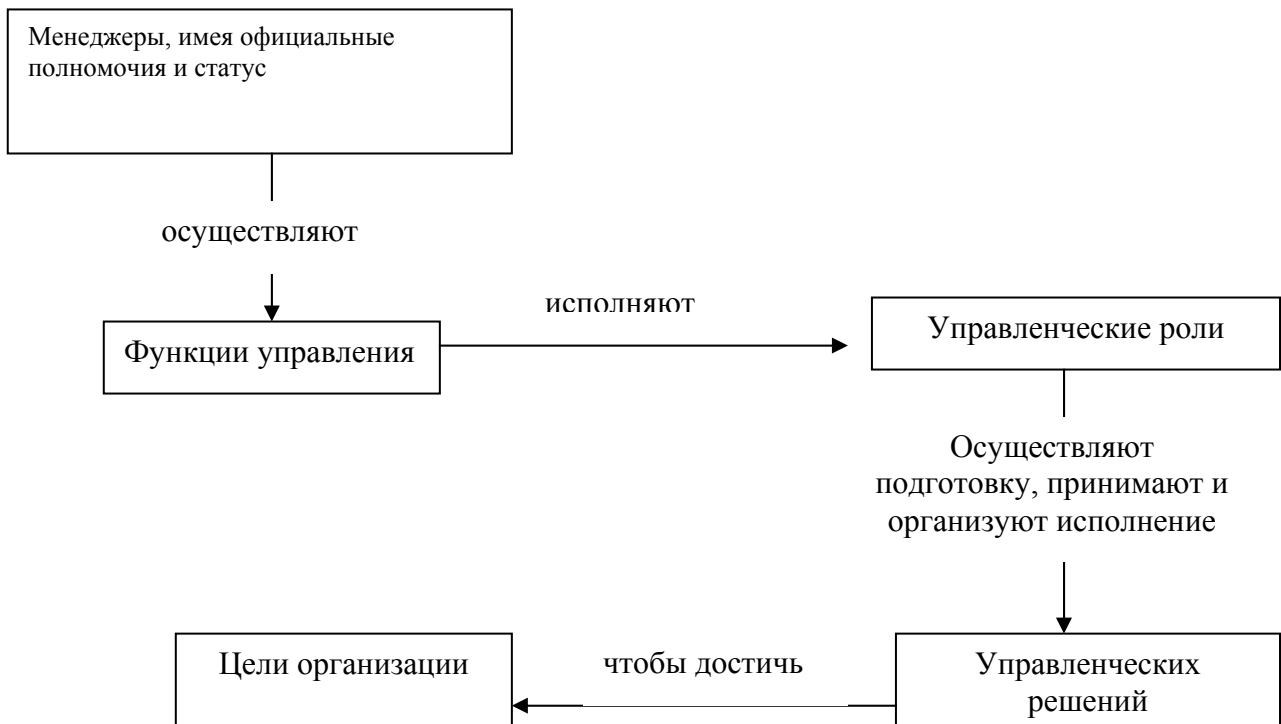 Менеджеры, имея официальные
полномочия и статус
осуществляют
Функции управления
исполняют
Управленческие роли
Осуществляют
подготовку, принимают и
организуют исполнение
Управленческих
решений
чтобы достичь
Цели организации